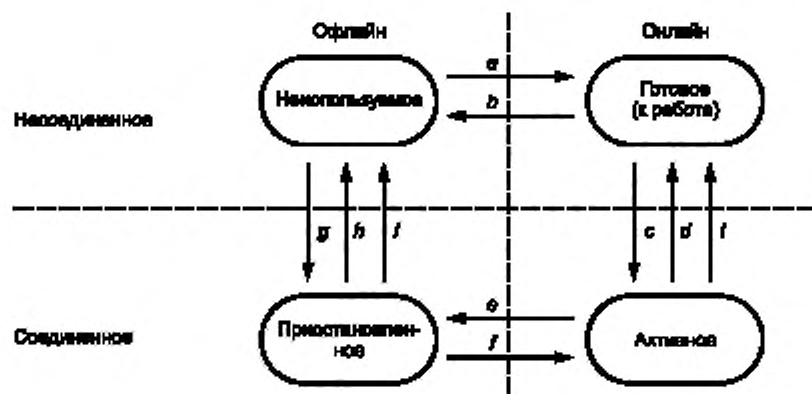 Офлайн Онлайн
Неиспользуемое
Готовое
(к работе)
a
b
Несоединенное
g h i c d i
e
f
Приостановлен-
ное
Активное
Соединенное